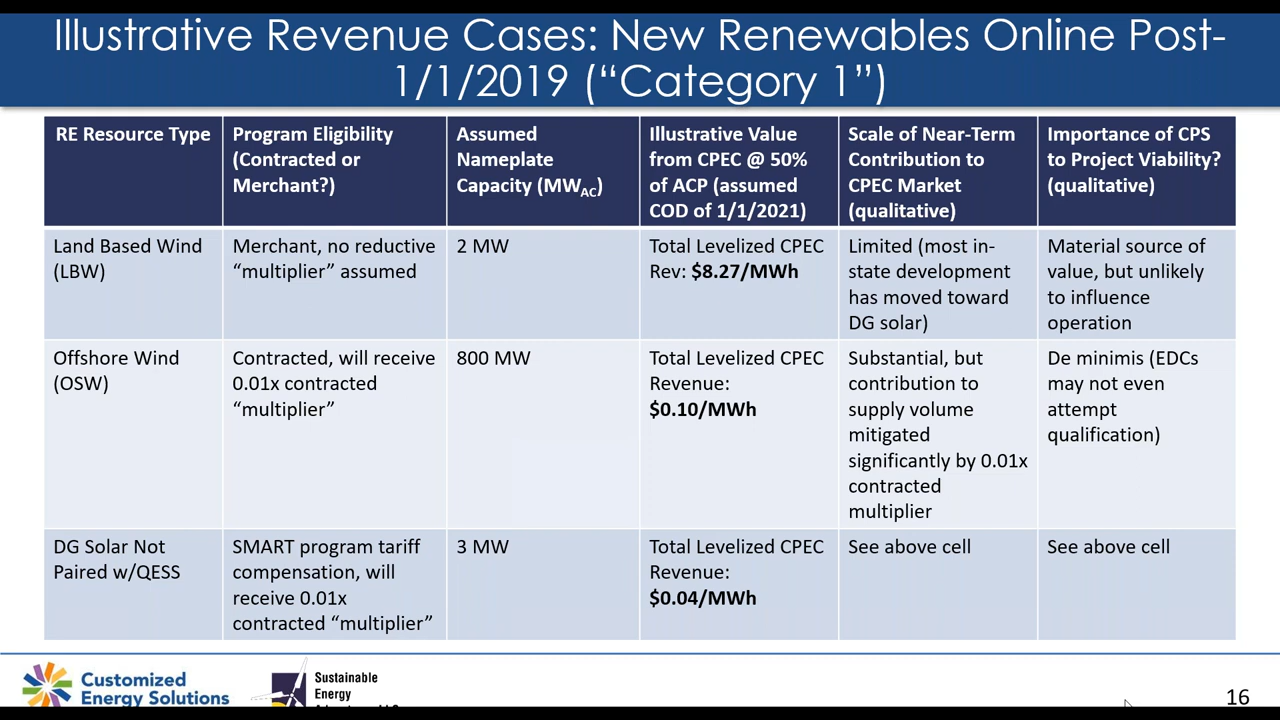 Illustrative Revenue Cases: New Renewables Online Post-
1/1/2019 (“Category 1”)
RE Resource Type
Program Eligibility
(Contracted or
Merchant?)
Assumed
Nameplate
Capacity (MWAC)
Illustrative Value
from CPEC @ 50%
of ACP (assumed
COD of 1/1/2021)
Scale of Near-Term
Contribution to
CPEC Market
(qualitative)
Importance of CPS
to Project Viability?
(qualitative)
Land Based Wind
(LBW)
Merchant, no reductive
“multiplier” assumed
2 MW
Total Levelized CPEC
Rev: $8.27/MWh
Limited (most in-
state development
has moved toward
DG solar)
Material source of
value, but unlikely
to influence
operation
Offshore Wind
(OSW)
Contracted, will receive
0.01x contracted
“multiplier”
800 MW
Total Levelized CPEC
Revenue:
$0.10/MWh
Substantial, but
contribution to
supply volume
mitigated
significantly by 0.01x
contracted
multiplier
De minimis (EDCs
may not even
attempt
qualification)
DG Solar Not
Paired w/QESS
SMART program tariff
compensation, will
receive 0.01x
contracted “multiplier”
3 MW
Total Levelized CPEC
Revenue:
$0.04/MWh
See above cell
See above cell
Customized
Energy Solutions
Sustainable
Energy
16